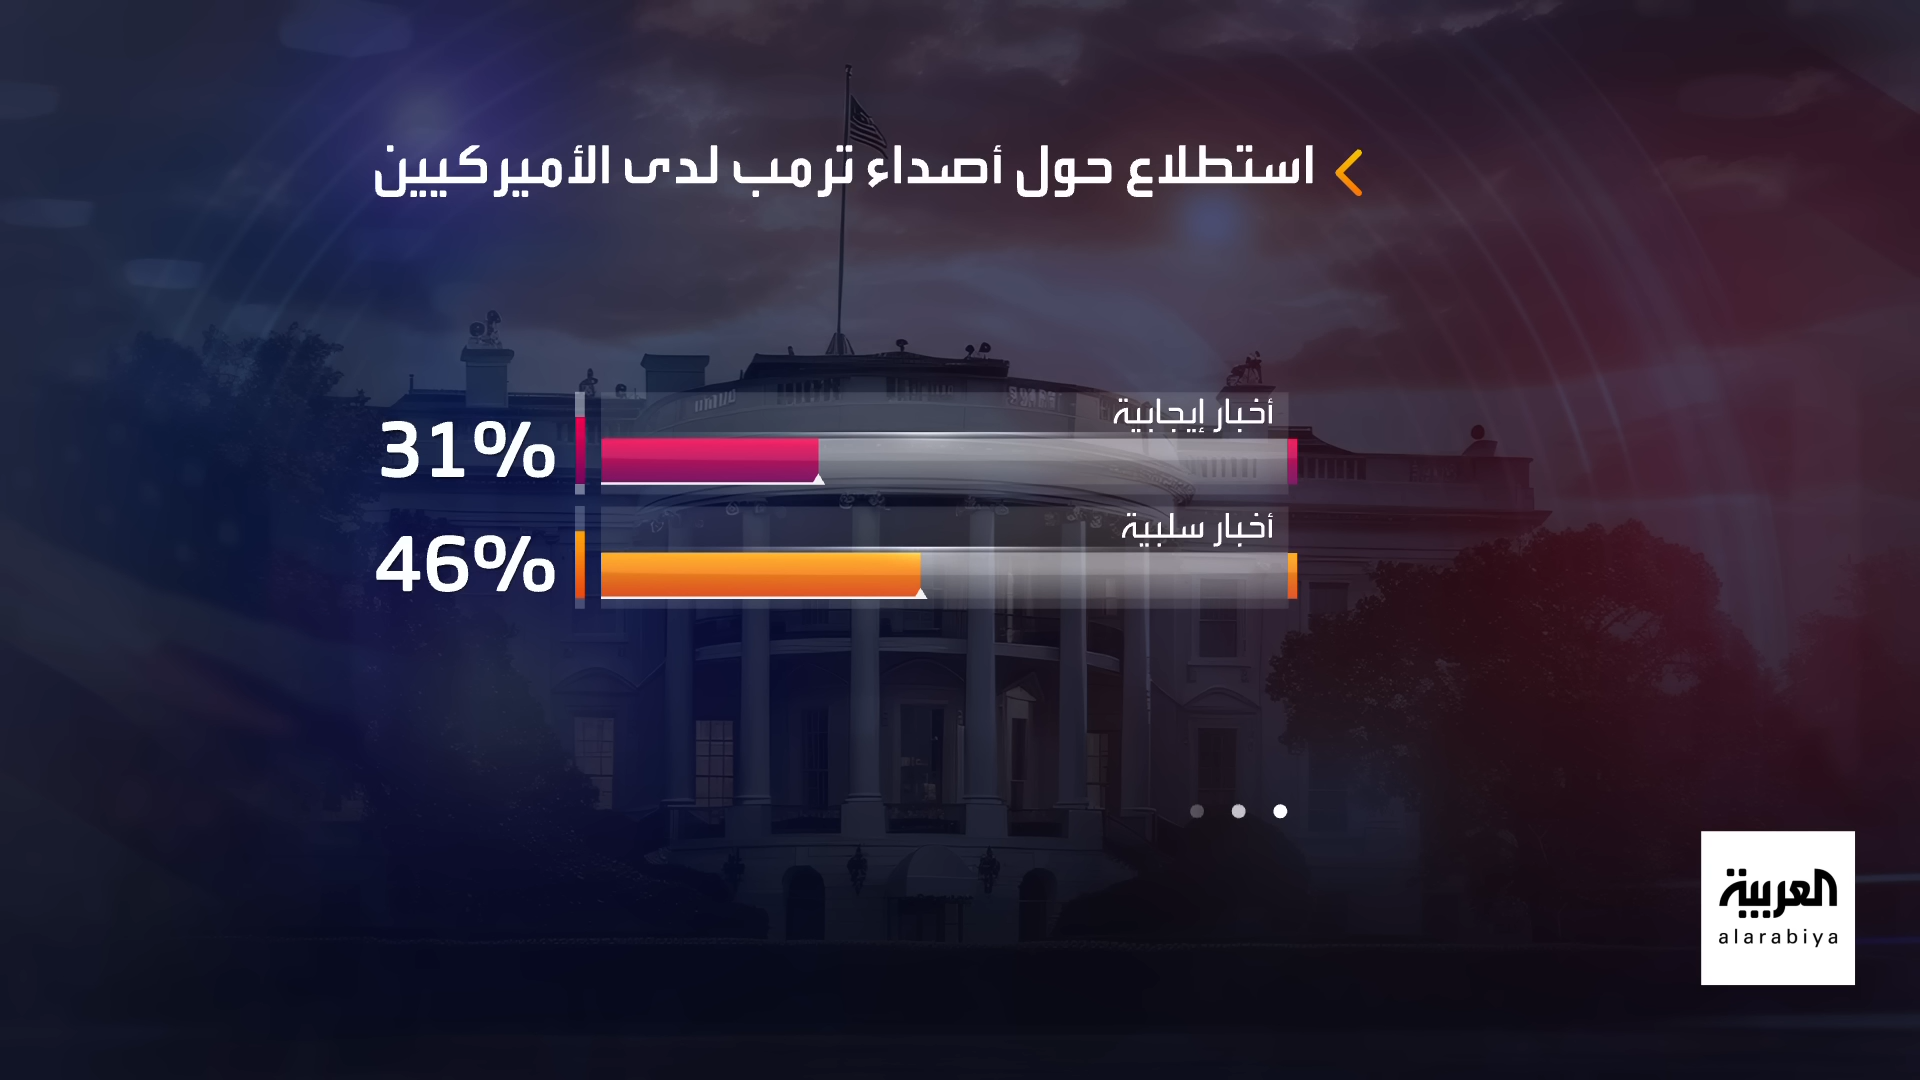 استطلاع حول أصداء ترمب لدى الأميركيين
أخبار إيجابية
31%
أخبار سلبية
46%
العربية
alarabiya